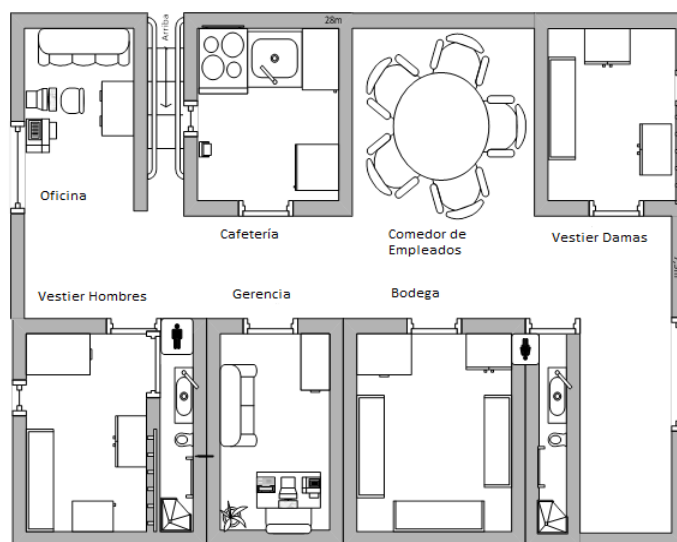 28m
Arriba
Oficina
Cafetería
Comedor de
Empleados
Vestier Damas
Vestier Hombres
Gerencia
Bodega